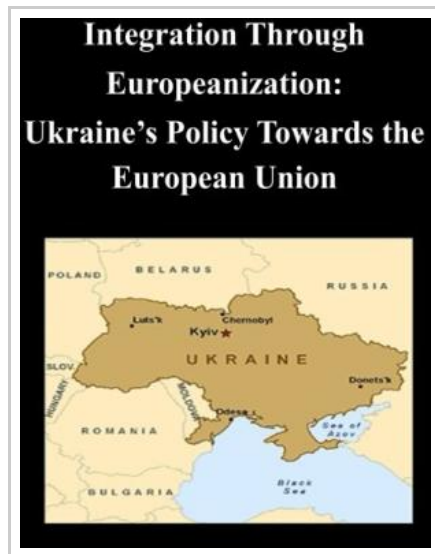 Integration Through
Europeanization:
Ukraine's Policy Towards the
European Union
POLAND
BELARUS
RUSSIA
Luts'k
Chernobyl
Kyiv
UKRAINE
SLOV.
HUNGARY
MOLDOVA
Donets'k
Odesa
ROMANIA
Sea of
Azov
Black
Sea
BULGARIA